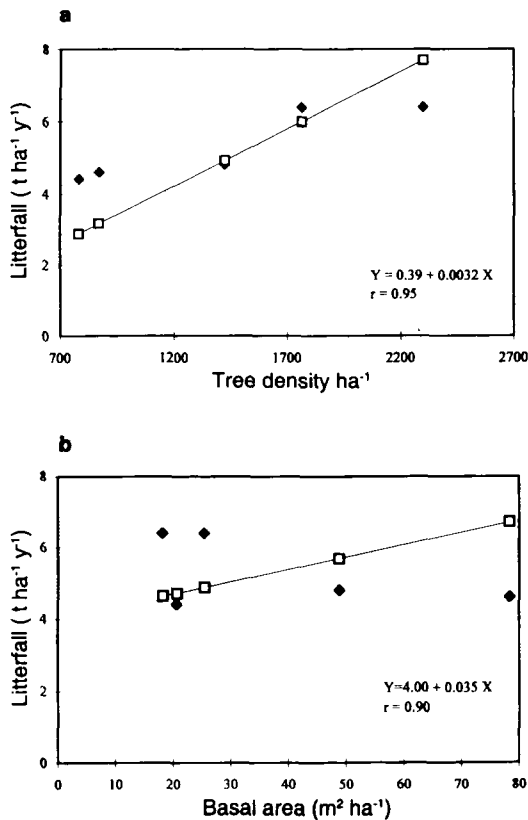 a
8
6
4
2
0
Litterfall ( t ha⁻¹ y⁻¹)
Y = 0.39 + 0.0032 X
r = 0.95
700 1200 1700 2200 2700
Tree density ha⁻¹
b
8
6
4
2
0
Litterfall ( t ha⁻¹ y⁻¹)
Y=4.00 + 0.035 X
r = 0.90
0 10 20 30 40 50 60 70 80
Basal area (m² ha⁻¹)